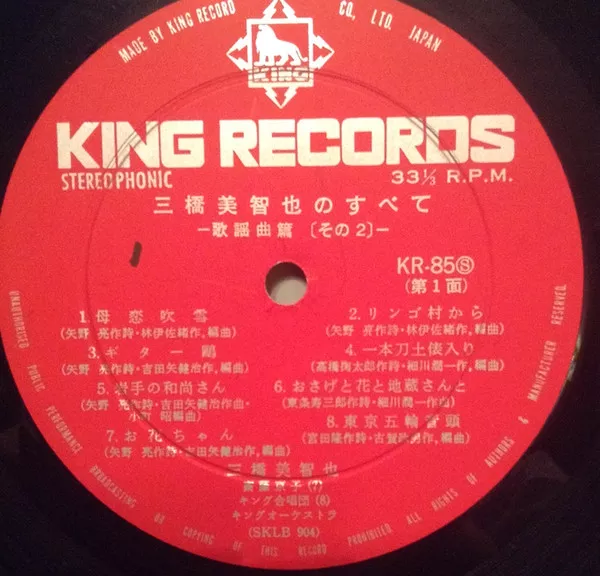 MADE BY KING RECORD CO., LTD. JAPAN
KING
KING RECORDS
STEREOPHONIC
33⅓ R.P.M.
三橋美智也のすべて
―歌謡曲篇〔その2〕―
KR-85Ⓢ
(第1面)
1. 母恋吹雪
(矢野 亮作詩・林伊佐緒作,編曲)
2. リンゴ村から
(矢野 亮作詩・林伊佐緒作,編曲)
3. ギター鷗
(矢野 亮作詩・吉田矢健治作,編曲)
4. 一本刀土俵入り
(高橋掬太郎作詩・細川潤一作,編曲)
5. 岩手の和尚さん
(矢野 亮作詩・吉田矢健治作曲・
小町 昭編曲)
6. おさげと花と地蔵さんと
(東条寿三郎作詩・細川潤一作曲)
7. お花ちゃん
(矢野 亮作詩・吉田矢健治作,編曲)
8. 東京五輪音頭
(宮田隆作詩・古賀政男作,編曲)
三橋美智也
斎藤京子(7)
キング合唱団(8)
キングオーケストラ
(SKLB 904)
UNAUTHORISED PUBLIC PERFORMANCE BROADCASTING OR COPYING OF THIS RECORD PROHIBITED ALL RIGHTS OF AUTHORS & MANUFACTURER RESERVED.